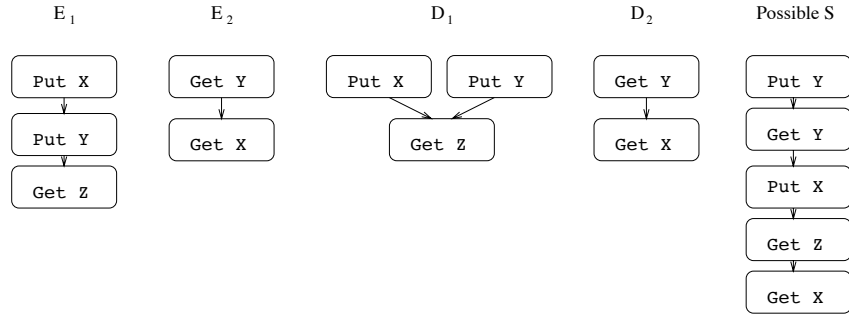 E 1
E 2
D 1
D 2
Possible S
Put X
Put Y
Get Z
Get Y
Get X
Put X
Put Y
Get Z
Get Y
Get X
Put Y
Get Y
Put X
Get Z
Get X